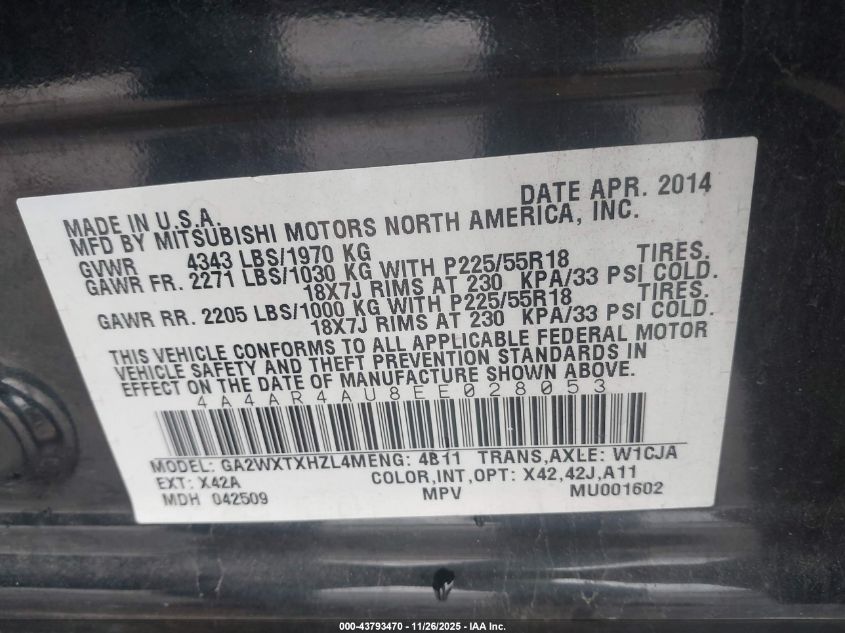 DATE APR. 2014
MADE IN U.S.A.
MFD BY MITSUBISHI MOTORS NORTH AMERICA, INC.
GVWR 4343 LBS/1970 KG
GAWR FR. 2271 LBS/1030 KG WITH P225/55R18 TIRES.
18X7J RIMS AT 230 KPA/33 PSI COLD.
GAWR RR. 2205 LBS/1000 KG WITH P225/55R18 TIRES.
18X7J RIMS AT 230 KPA/33 PSI COLD.
THIS VEHICLE CONFORMS TO ALL APPLICABLE FEDERAL MOTOR
VEHICLE SAFETY AND THEFT PREVENTION STANDARDS IN
EFFECT ON THE DATE OF MANUFACTURE SHOWN ABOVE.
4A4AR4AU8EE028053
MODEL: GA2WXTXHZL4MENG: 4B11 TRANS,AXLE: W1CJA
EXT: X42A COLOR,INT,OPT: X42,42J,A11
MDH 042509 MPV MU001602
000-43793470 - 11/26/2025 - IAA Inc.